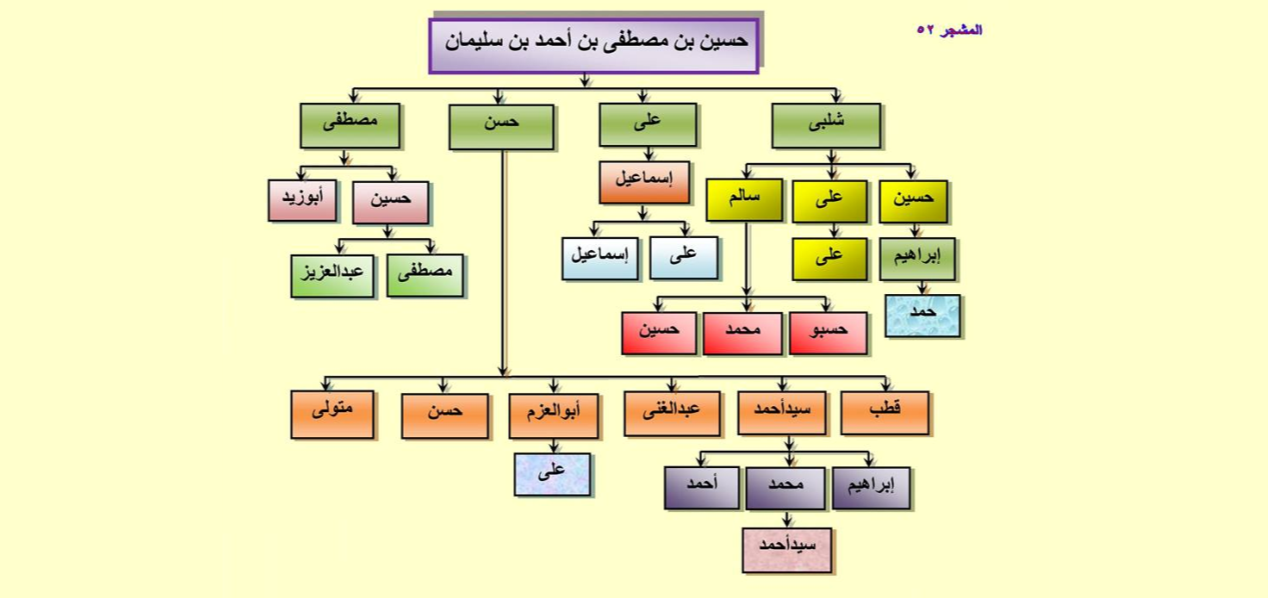 المشجر ٥٢
حسين بن مصطفى بن أحمد بن سليمان
شلبى
على
حسن
مصطفى
حسين
على
سالم
إسماعيل
حسين
أبوزيد
إبراهيم
على
على
إسماعيل
مصطفى
عبدالعزيز
حمد
حسبو
محمد
حسين
قطب
سيدأحمد
عبدالغنى
أبوالعزم
حسن
متولى
على
إبراهيم
محمد
أحمد
سيدأحمد